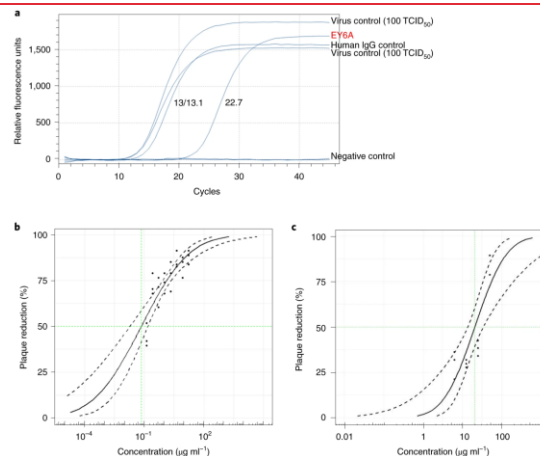 a
Virus control (100 TCID50)
EY6A
Human IgG control
Virus control (100 TCID50)
1,500
1,000
500
0
Relative fluorescence units
13/13.1
22.7
Negative control
0 10 20 30 40
Cycles
b
100
75
50
25
0
Plaque reduction (%)
10⁻⁴ 10⁻¹ 10²
Concentration (µg ml⁻¹)
c
100
75
50
25
0
Plaque reduction (%)
0.01 1 10 100
Concentration (µg ml⁻¹)